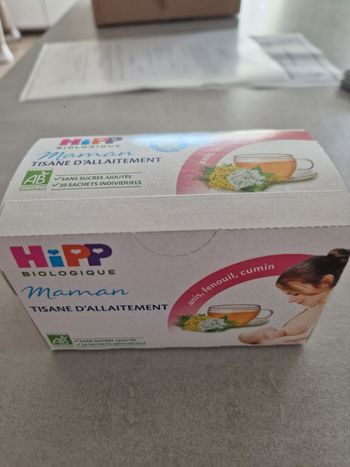 HiPP
BIOLOGIQUE
Maman
TISANE D'ALLAITEMENT
AB
✓SANS SUCRES AJOUTÉS
✓20 SACHETS INDIVIDUELS
HiPP
BIOLOGIQUE
Maman
TISANE D'ALLAITEMENT
anis, fenouil, cumin
AB
✓SANS SUCRES AJOUTÉS
✓20 SACHETS INDIVIDUELS